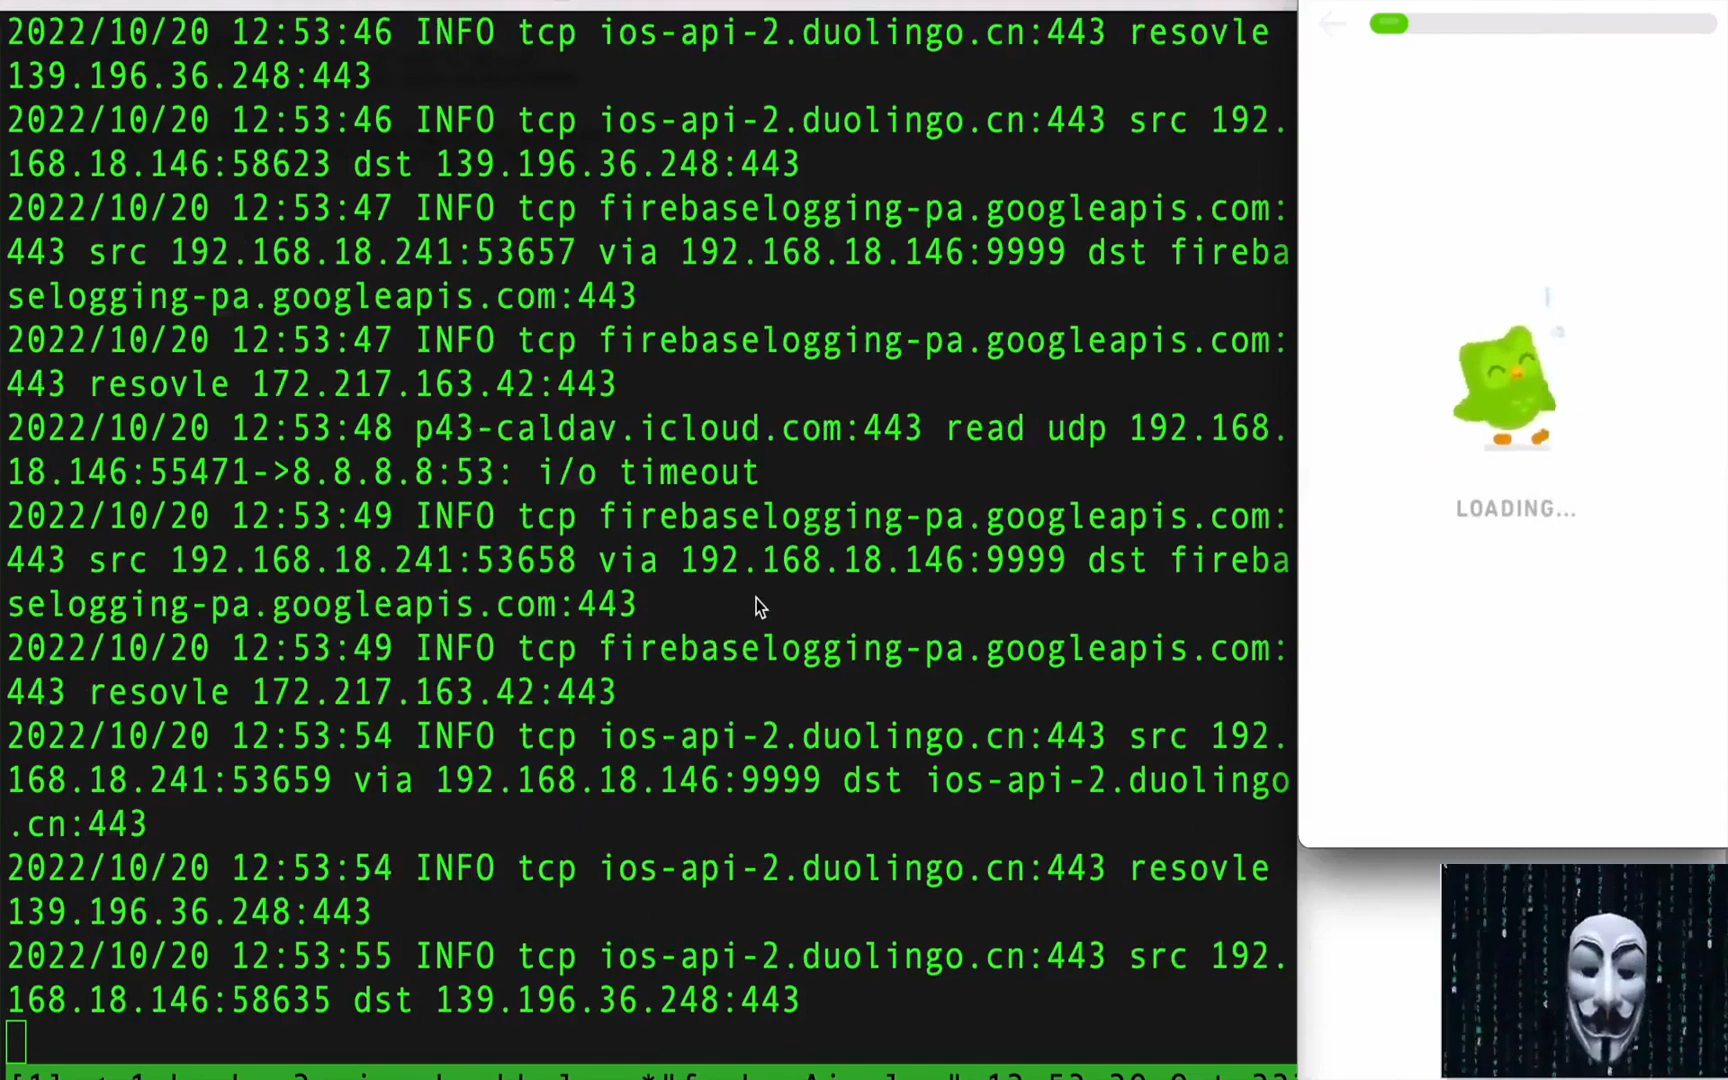 2022/10/20 12:53:46 INFO tcp ios-api-2.duolingo.cn:443 resovle
139.196.36.248:443
2022/10/20 12:53:46 INFO tcp ios-api-2.duolingo.cn:443 src 192.
168.18.146:58623 dst 139.196.36.248:443
2022/10/20 12:53:47 INFO tcp firebaselogging-pa.googleapis.com:
443 src 192.168.18.241:53657 via 192.168.18.146:9999 dst fireba
selogging-pa.googleapis.com:443
2022/10/20 12:53:47 INFO tcp firebaselogging-pa.googleapis.com:
443 resovle 172.217.163.42:443
2022/10/20 12:53:48 p43-caldav.icloud.com:443 read udp 192.168.
18.146:55471->8.8.8.8:53: i/o timeout
2022/10/20 12:53:49 INFO tcp firebaselogging-pa.googleapis.com:
443 src 192.168.18.241:53658 via 192.168.18.146:9999 dst fireba
selogging-pa.googleapis.com:443
2022/10/20 12:53:49 INFO tcp firebaselogging-pa.googleapis.com:
443 resovle 172.217.163.42:443
2022/10/20 12:53:54 INFO tcp ios-api-2.duolingo.cn:443 src 192.
168.18.241:53659 via 192.168.18.146:9999 dst ios-api-2.duolingo
.cn:443
2022/10/20 12:53:54 INFO tcp ios-api-2.duolingo.cn:443 resovle
139.196.36.248:443
2022/10/20 12:53:55 INFO tcp ios-api-2.duolingo.cn:443 src 192.
168.18.146:58635 dst 139.196.36.248:443
LOADING...